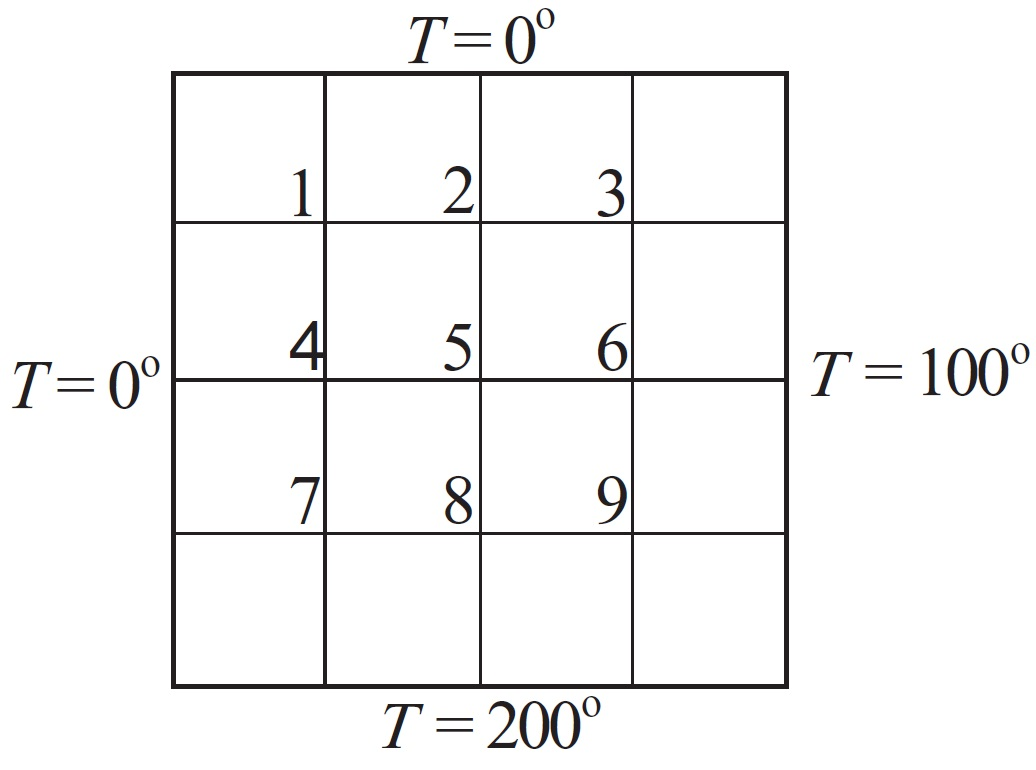 T = 0°
1 2 3
4 5 6
T = 0°
T = 100°
7 8 9
T = 200°